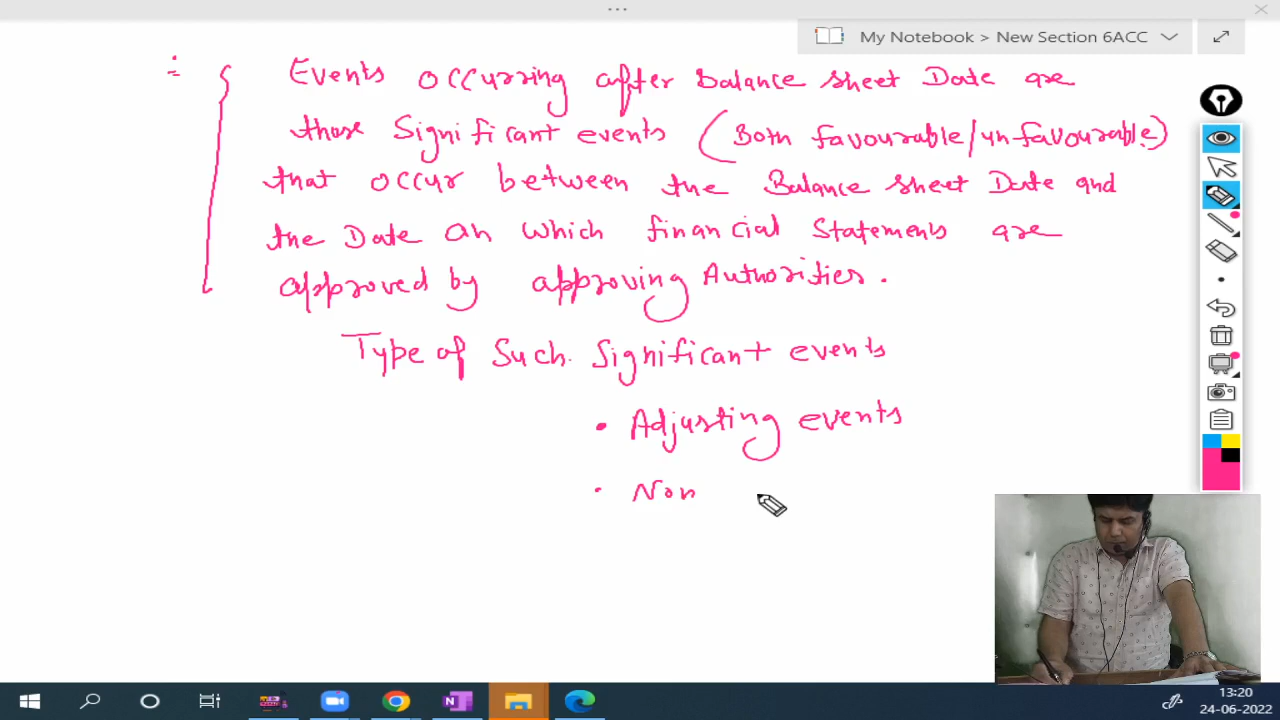 My Notebook > New Section 6ACC
Events occurring after Balance Sheet Date are
those Significant events (Both favourable/unfavourable)
that occur between the Balance Sheet Date and
the Date on which financial Statements are
approved by approving Authorities.
Type of Such Significant events
• Adjusting events
• Non
13:20
24-06-2022